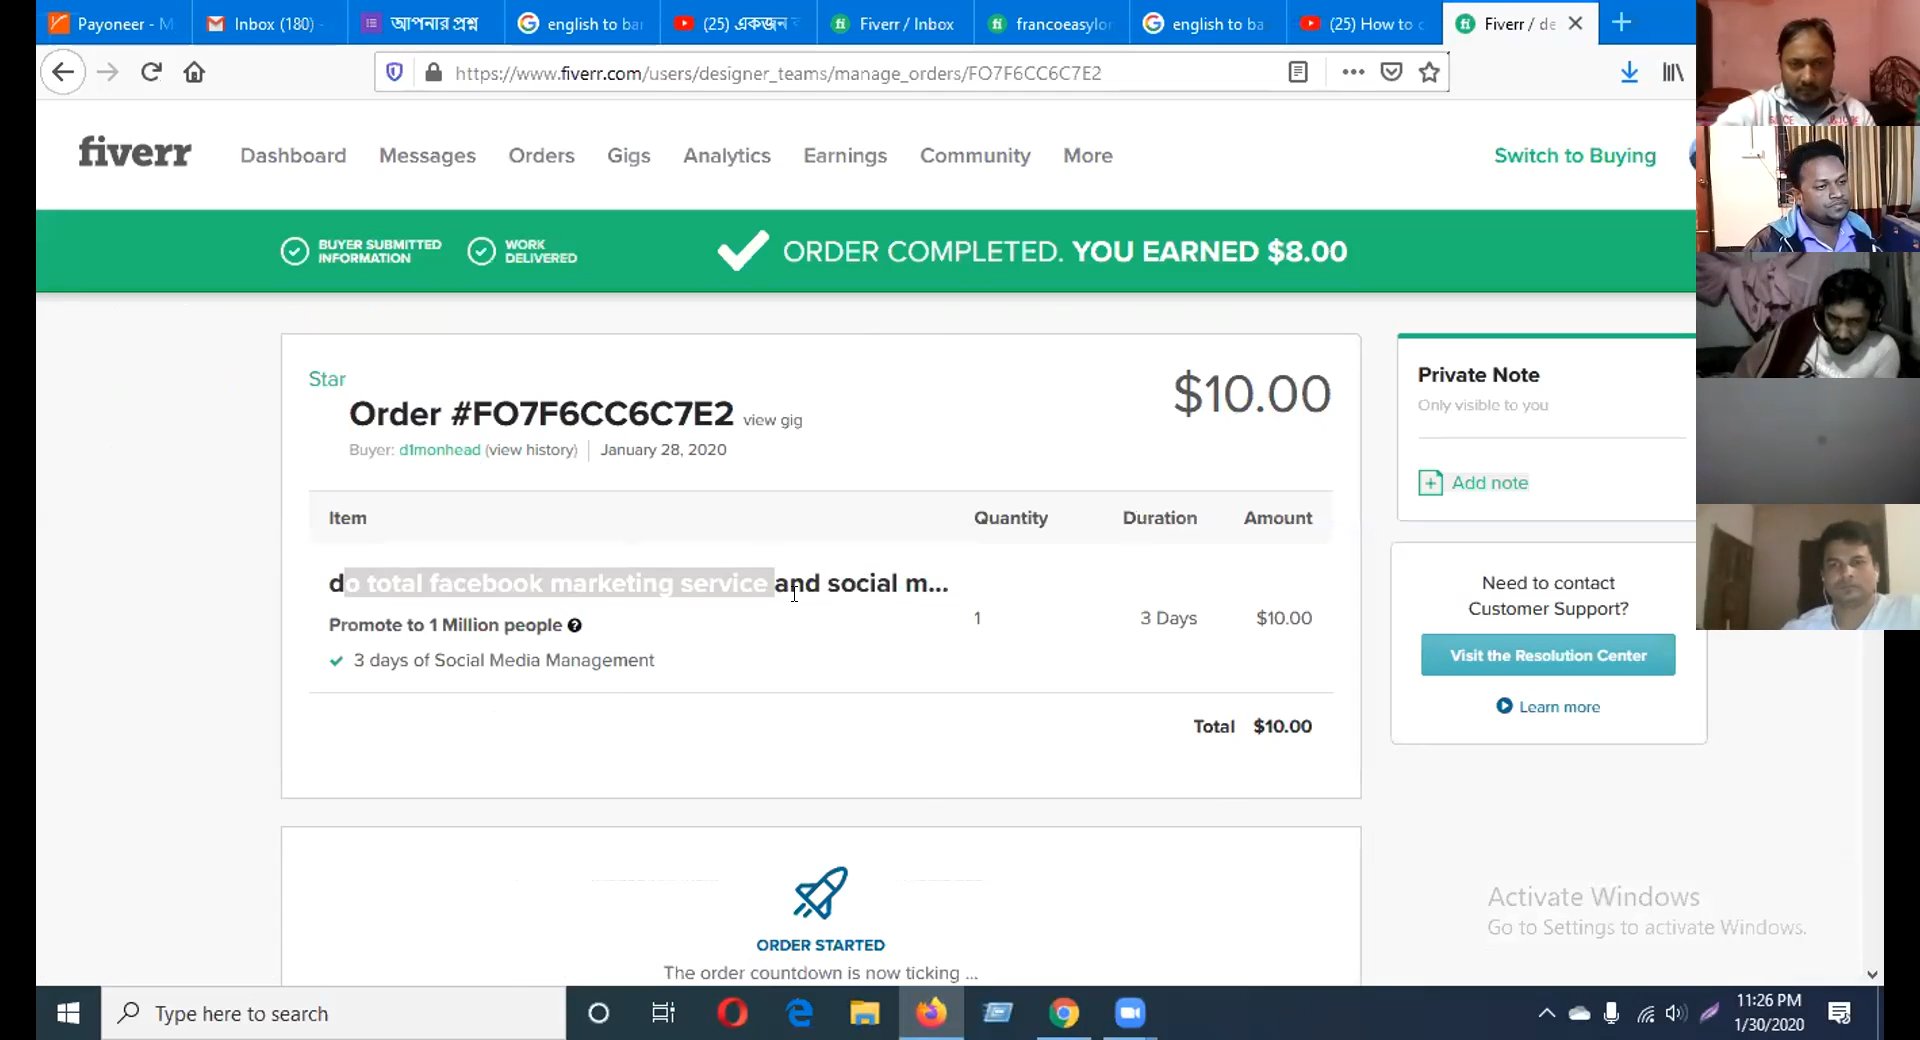 Payoneer - M
Inbox (180) -
আপনার প্রশ্ন
english to ba
(25) একজন
Fiverr / Inbox
francoeasylo
english to ba
(25) How to c
Fiverr / de
https://www.fiverr.com/users/designer_teams/manage_orders/FO7F6CC6C7E2
fiverr
Dashboard Messages Orders Gigs Analytics Earnings Community More
Switch to Buying
BUYER SUBMITTED
INFORMATION
WORK
DELIVERED
ORDER COMPLETED. YOU EARNED $8.00
Star
Order #FO7F6CC6C7E2 view gig
$10.00
Buyer: d1monhead (view history) | January 28, 2020
Item Quantity Duration Amount
do total facebook marketing service and social m...
Promote to 1 Million people
1 3 Days $10.00
3 days of Social Media Management
Total $10.00
Private Note
Only visible to you
Add note
Need to contact
Customer Support?
Visit the Resolution Center
Learn more
ORDER STARTED
The order countdown is now ticking ...
Activate Windows
Go to Settings to activate Windows.
Type here to search
11:26 PM
1/30/2020